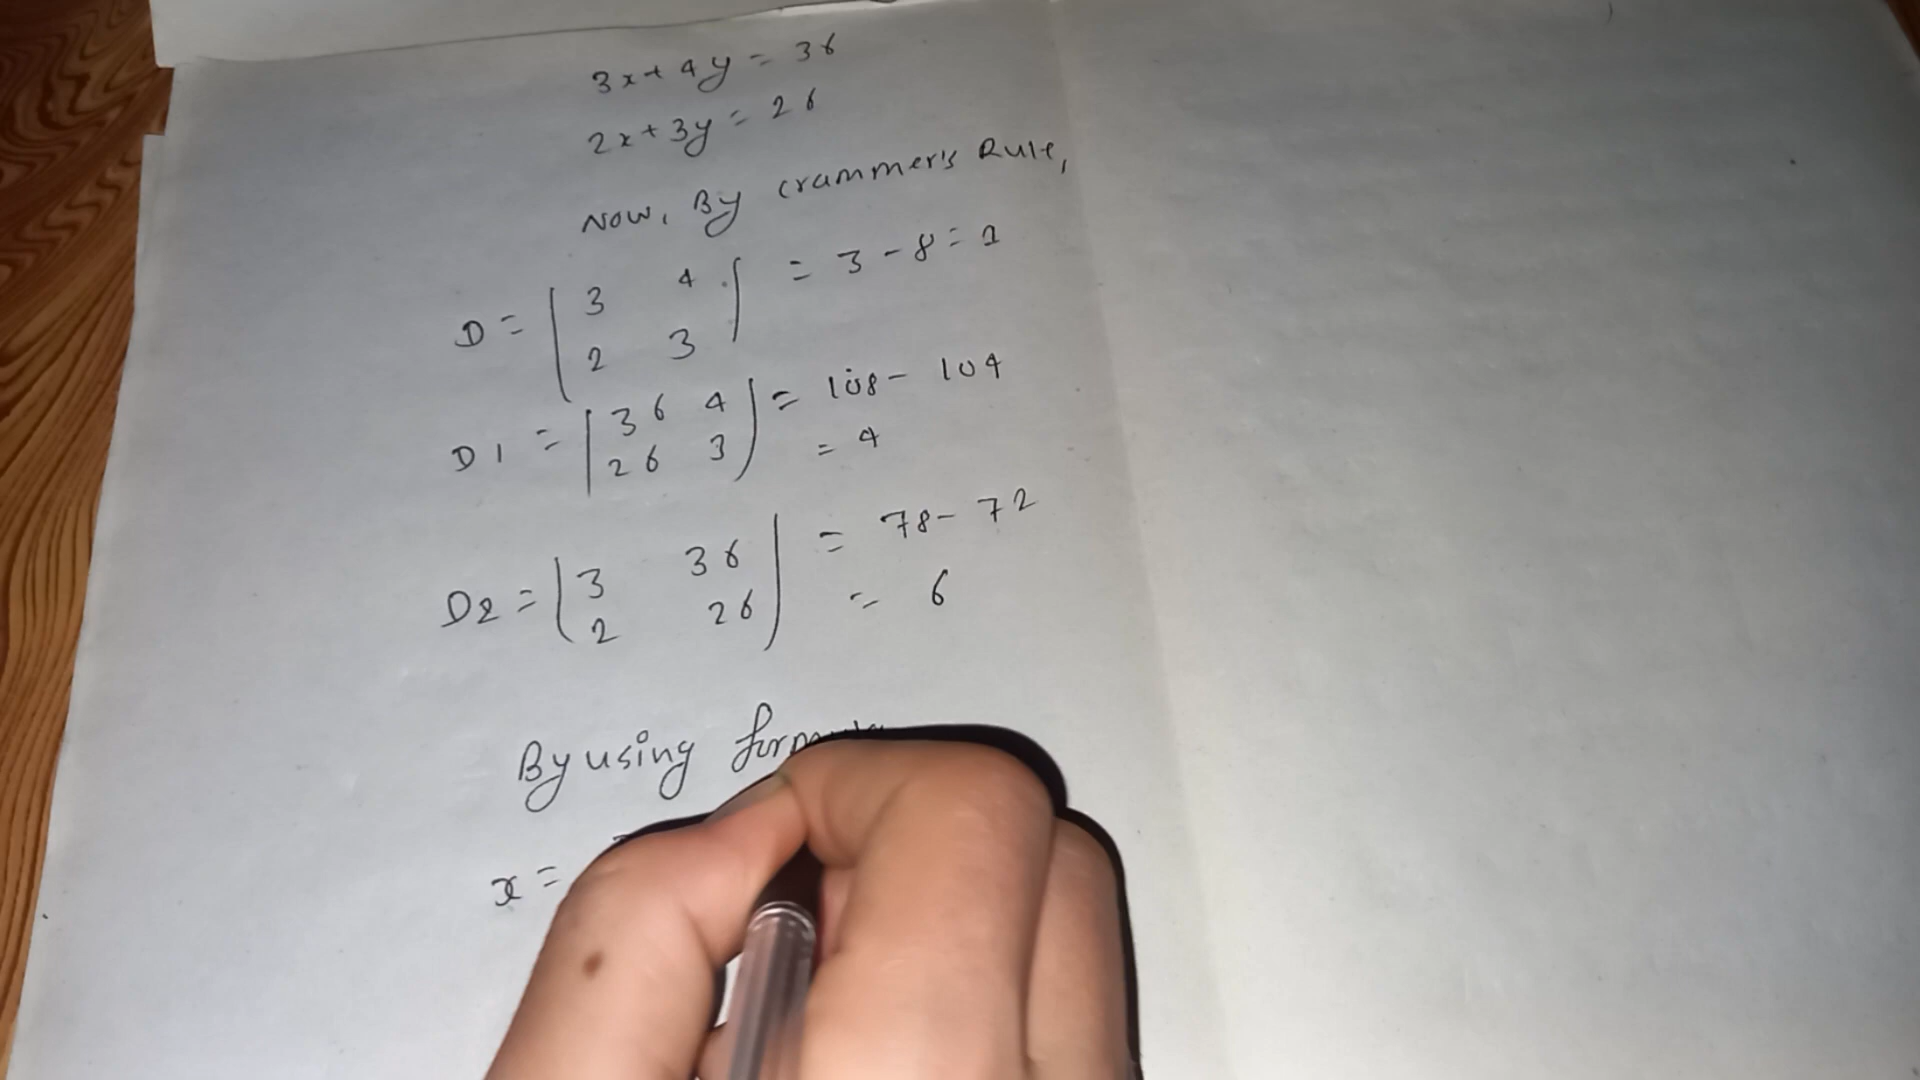 3x+4y=36
2x+3y=26
Now, By crammer's Rule,
D = | 3 4 | = 3-8=1
| 2 3 |
D1 = | 36 4 | = 108-104
| 26 3 | = 4
D2 = | 3 36 | = 78-72
| 2 26 | = 6
By using
x =